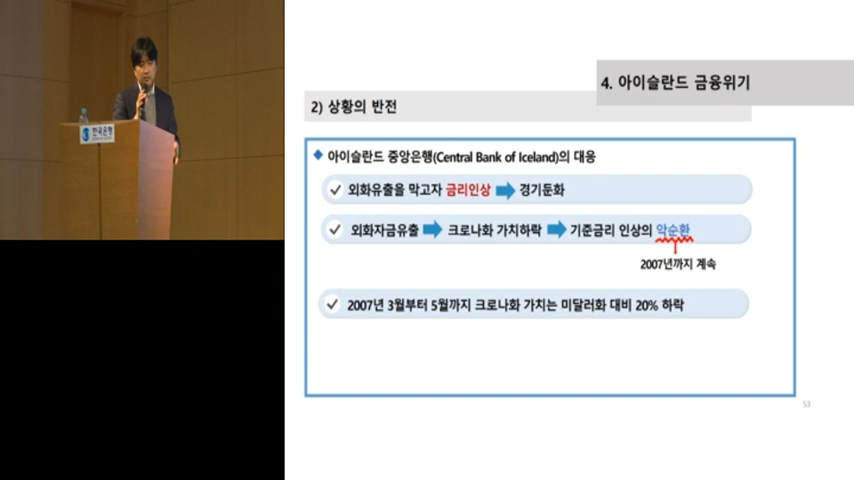 4. 아이슬란드 금융위기
2) 상황의 반전
아이슬란드 중앙은행(Central Bank of Iceland)의 대응
외화유출을 막고자 금리인상 경기둔화
외화자금유출 크로나화 가치하락 기준금리 인상의 악순환
2007년까지 계속
2007년 3월부터 5월까지 크로나화 가치는 미달러화 대비 20% 하락
53
한국은행